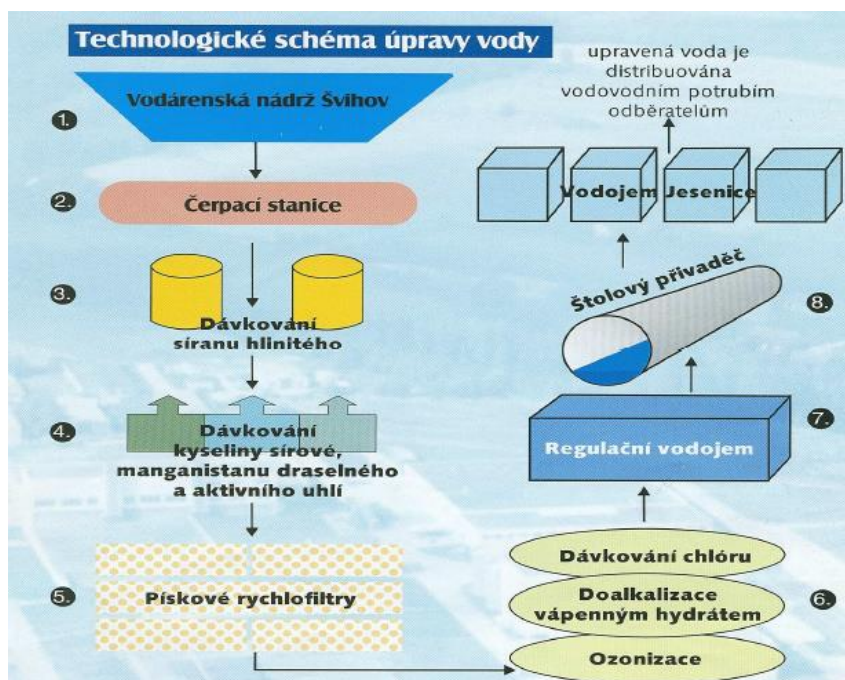 Technologické schéma úpravy vody
1.
Vodárenská nádrž Švihov
2.
Čerpací stanice
3.
Dávkování
síranu hlinitého
4.
Dávkování
kyseliny sírové,
manganistanu draselného
a aktivního uhlí
5.
Pískové rychlofiltry
6.
Dávkování chlóru
Doalkalizace
vápenným hydrátem
Ozonizace
7.
Regulační vodojem
8.
Štolový přivaděč
Vodojem Jesenice
upravená voda je
distribuována
vodovodním potrubím
odběratelům